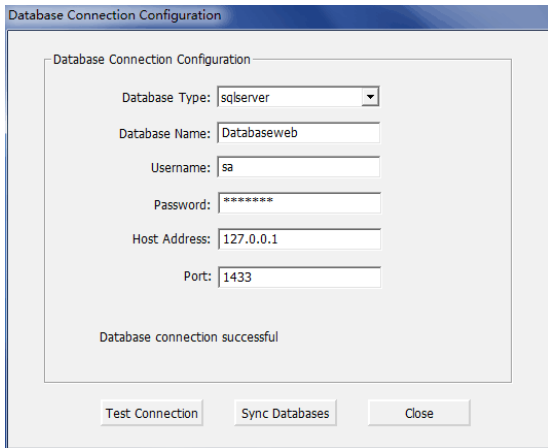 Database Connection Configuration
Database Connection Configuration
Database Type: sqlserver
Database Name: Databaseweb
Username: sa
Password: *******
Host Address: 127.0.0.1
Port: 1433
Database connection successful
Test Connection Sync Databases Close